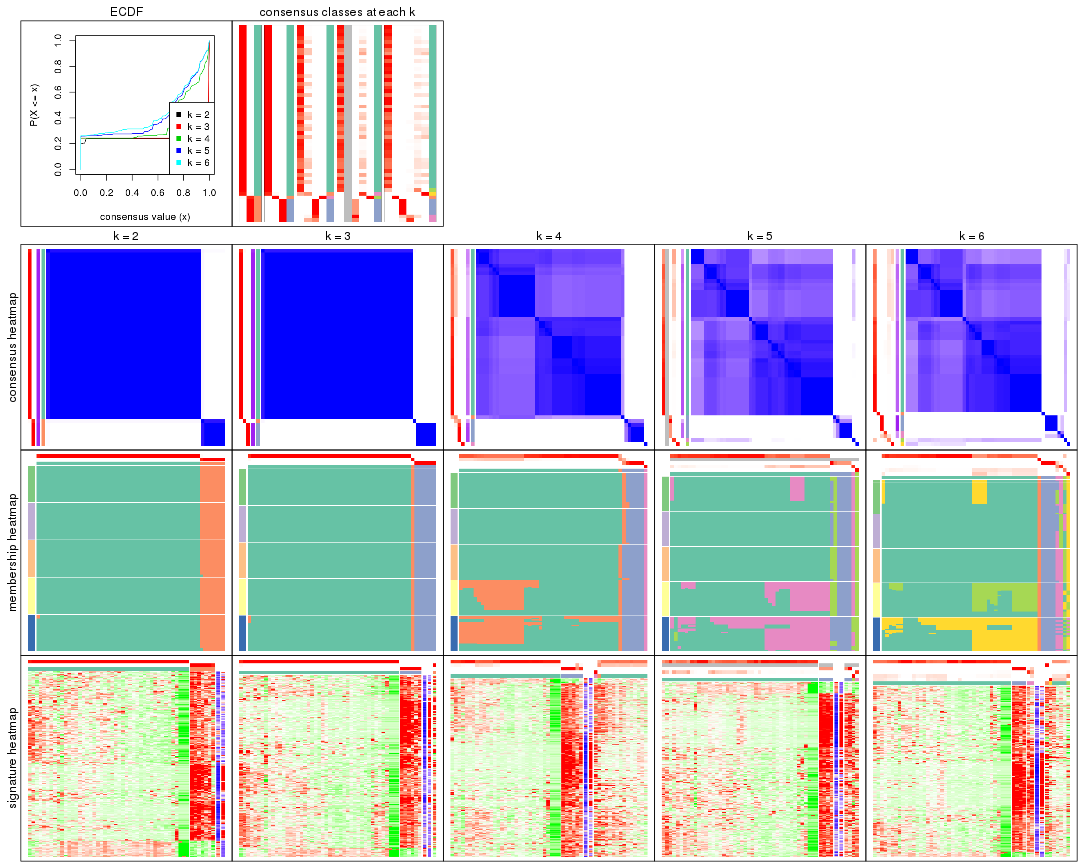 ECDF
consensus classes at each k
P(X <= x)
0.0 0.2 0.4 0.6 0.8 1.0
k = 2
k = 3
k = 4
k = 5
k = 6
0.0 0.2 0.4 0.6 0.8 1.0
consensus value (x)
k = 2 k = 3 k = 4 k = 5 k = 6
consensus heatmap
membership heatmap
signature heatmap